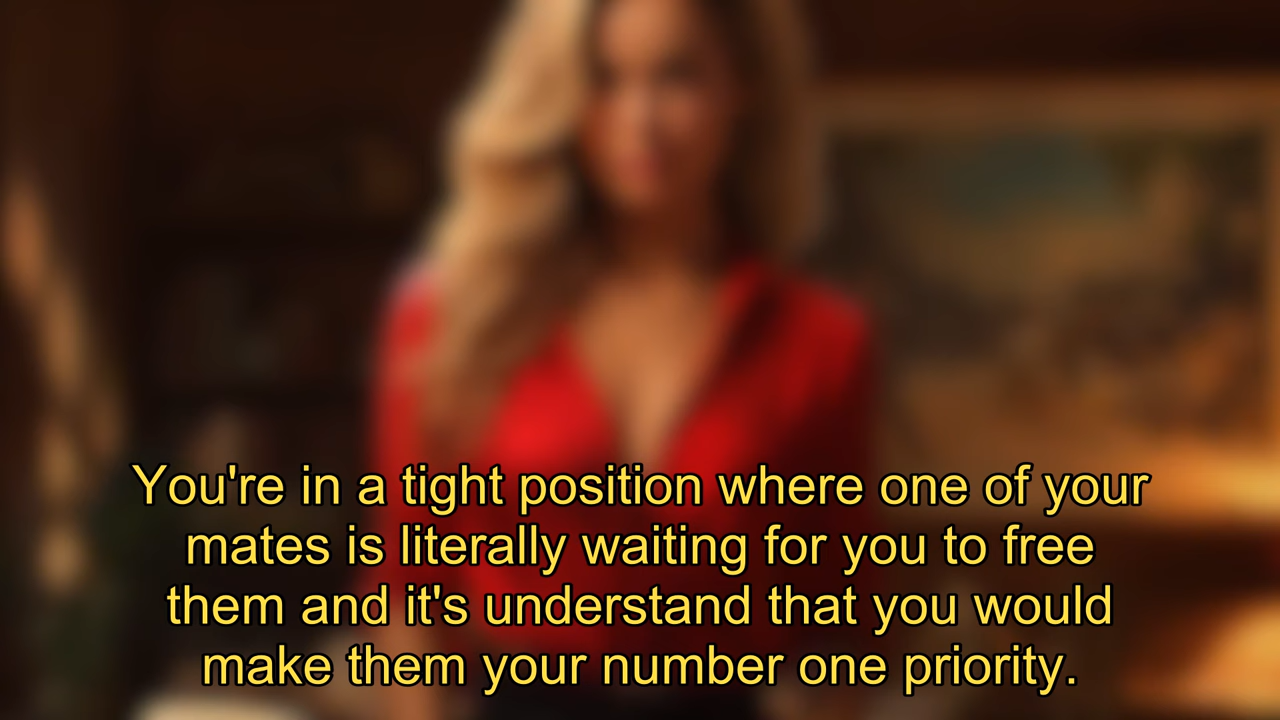 You're in a tight position where one of your
mates is literally waiting for you to free
them and it's understand that you would
make them your number one priority.